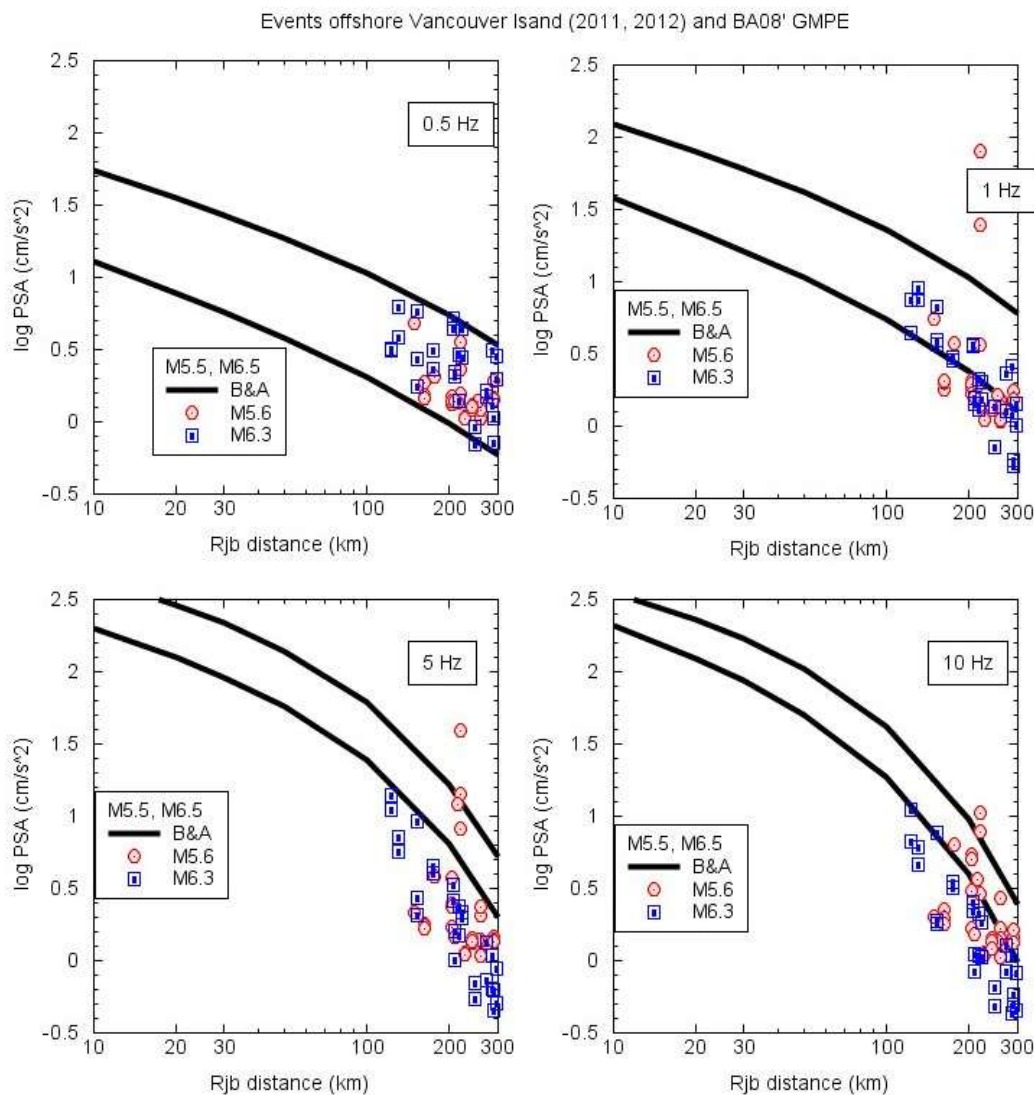 Events offshore Vancouver Isand (2011, 2012) and BA08' GMPE
2.5
2
1.5
1
0.5
0
-0.5
log PSA (cm/s^2)
0.5 Hz
M5.5, M6.5
B&A
M5.6
M6.3
10 20 30 100 200 300
Rjb distance (km)
2.5
2
1.5
1
0.5
0
-0.5
log PSA (cm/s^2)
1 Hz
M5.5, M6.5
B&A
M5.6
M6.3
10 20 30 100 200 300
Rjb distance (km)
2.5
2
1.5
1
0.5
0
-0.5
log PSA (cm/s^2)
5 Hz
M5.5, M6.5
B&A
M5.6
M6.3
10 20 30 100 200 300
Rjb distance (km)
2.5
2
1.5
1
0.5
0
-0.5
log PSA (cm/s^2)
10 Hz
M5.5, M6.5
B&A
M5.6
M6.3
10 20 30 100 200 300
Rjb distance (km)